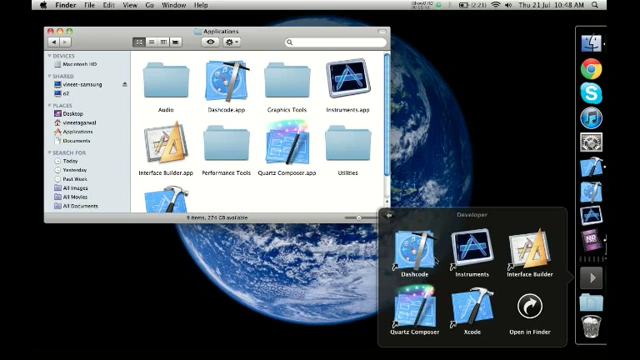 Finder File Edit View Go Window Help
(2:21) Thu 21 Jul 10:48 AM
Applications
DEVICES
Macintosh HD
SHARED
vineet-samsung
o2
PLACES
Desktop
vineetagarwal
Applications
Documents
SEARCH FOR
Today
Yesterday
Past Week
All Images
All Movies
All Documents
Audio
Dashcode.app
Graphics Tools
Instruments.app
Interface Builder.app
Performance Tools
Quartz Composer.app
Utilities
9 items, 274 GB available
Developer
Dashcode
Instruments
Interface Builder
Quartz Composer
Xcode
Open in Finder